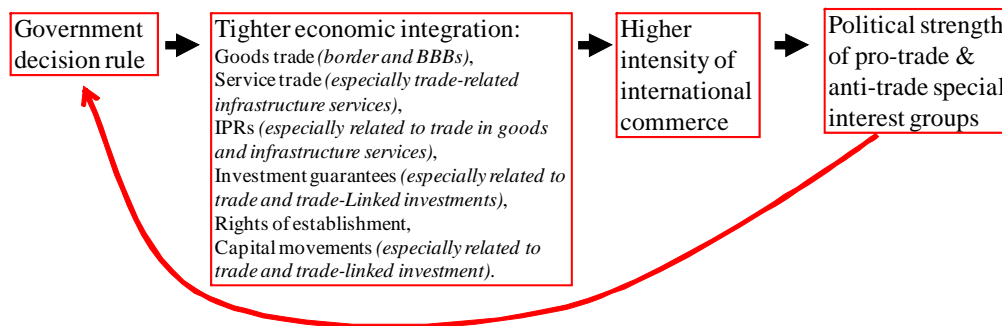 Government
decision rule
Tighter economic integration:
Goods trade (border and BBBs),
Service trade (especially trade-related
infrastructure services),
IPRs (especially related to trade in goods
and infrastructure services),
Investment guarantees (especially related to
trade and trade-Linked investments),
Rights of establishment,
Capital movements (especially related to
trade and trade-linked investment).
Higher
intensity of
international
commerce
Political strength
of pro-trade &
anti-trade special
interest groups